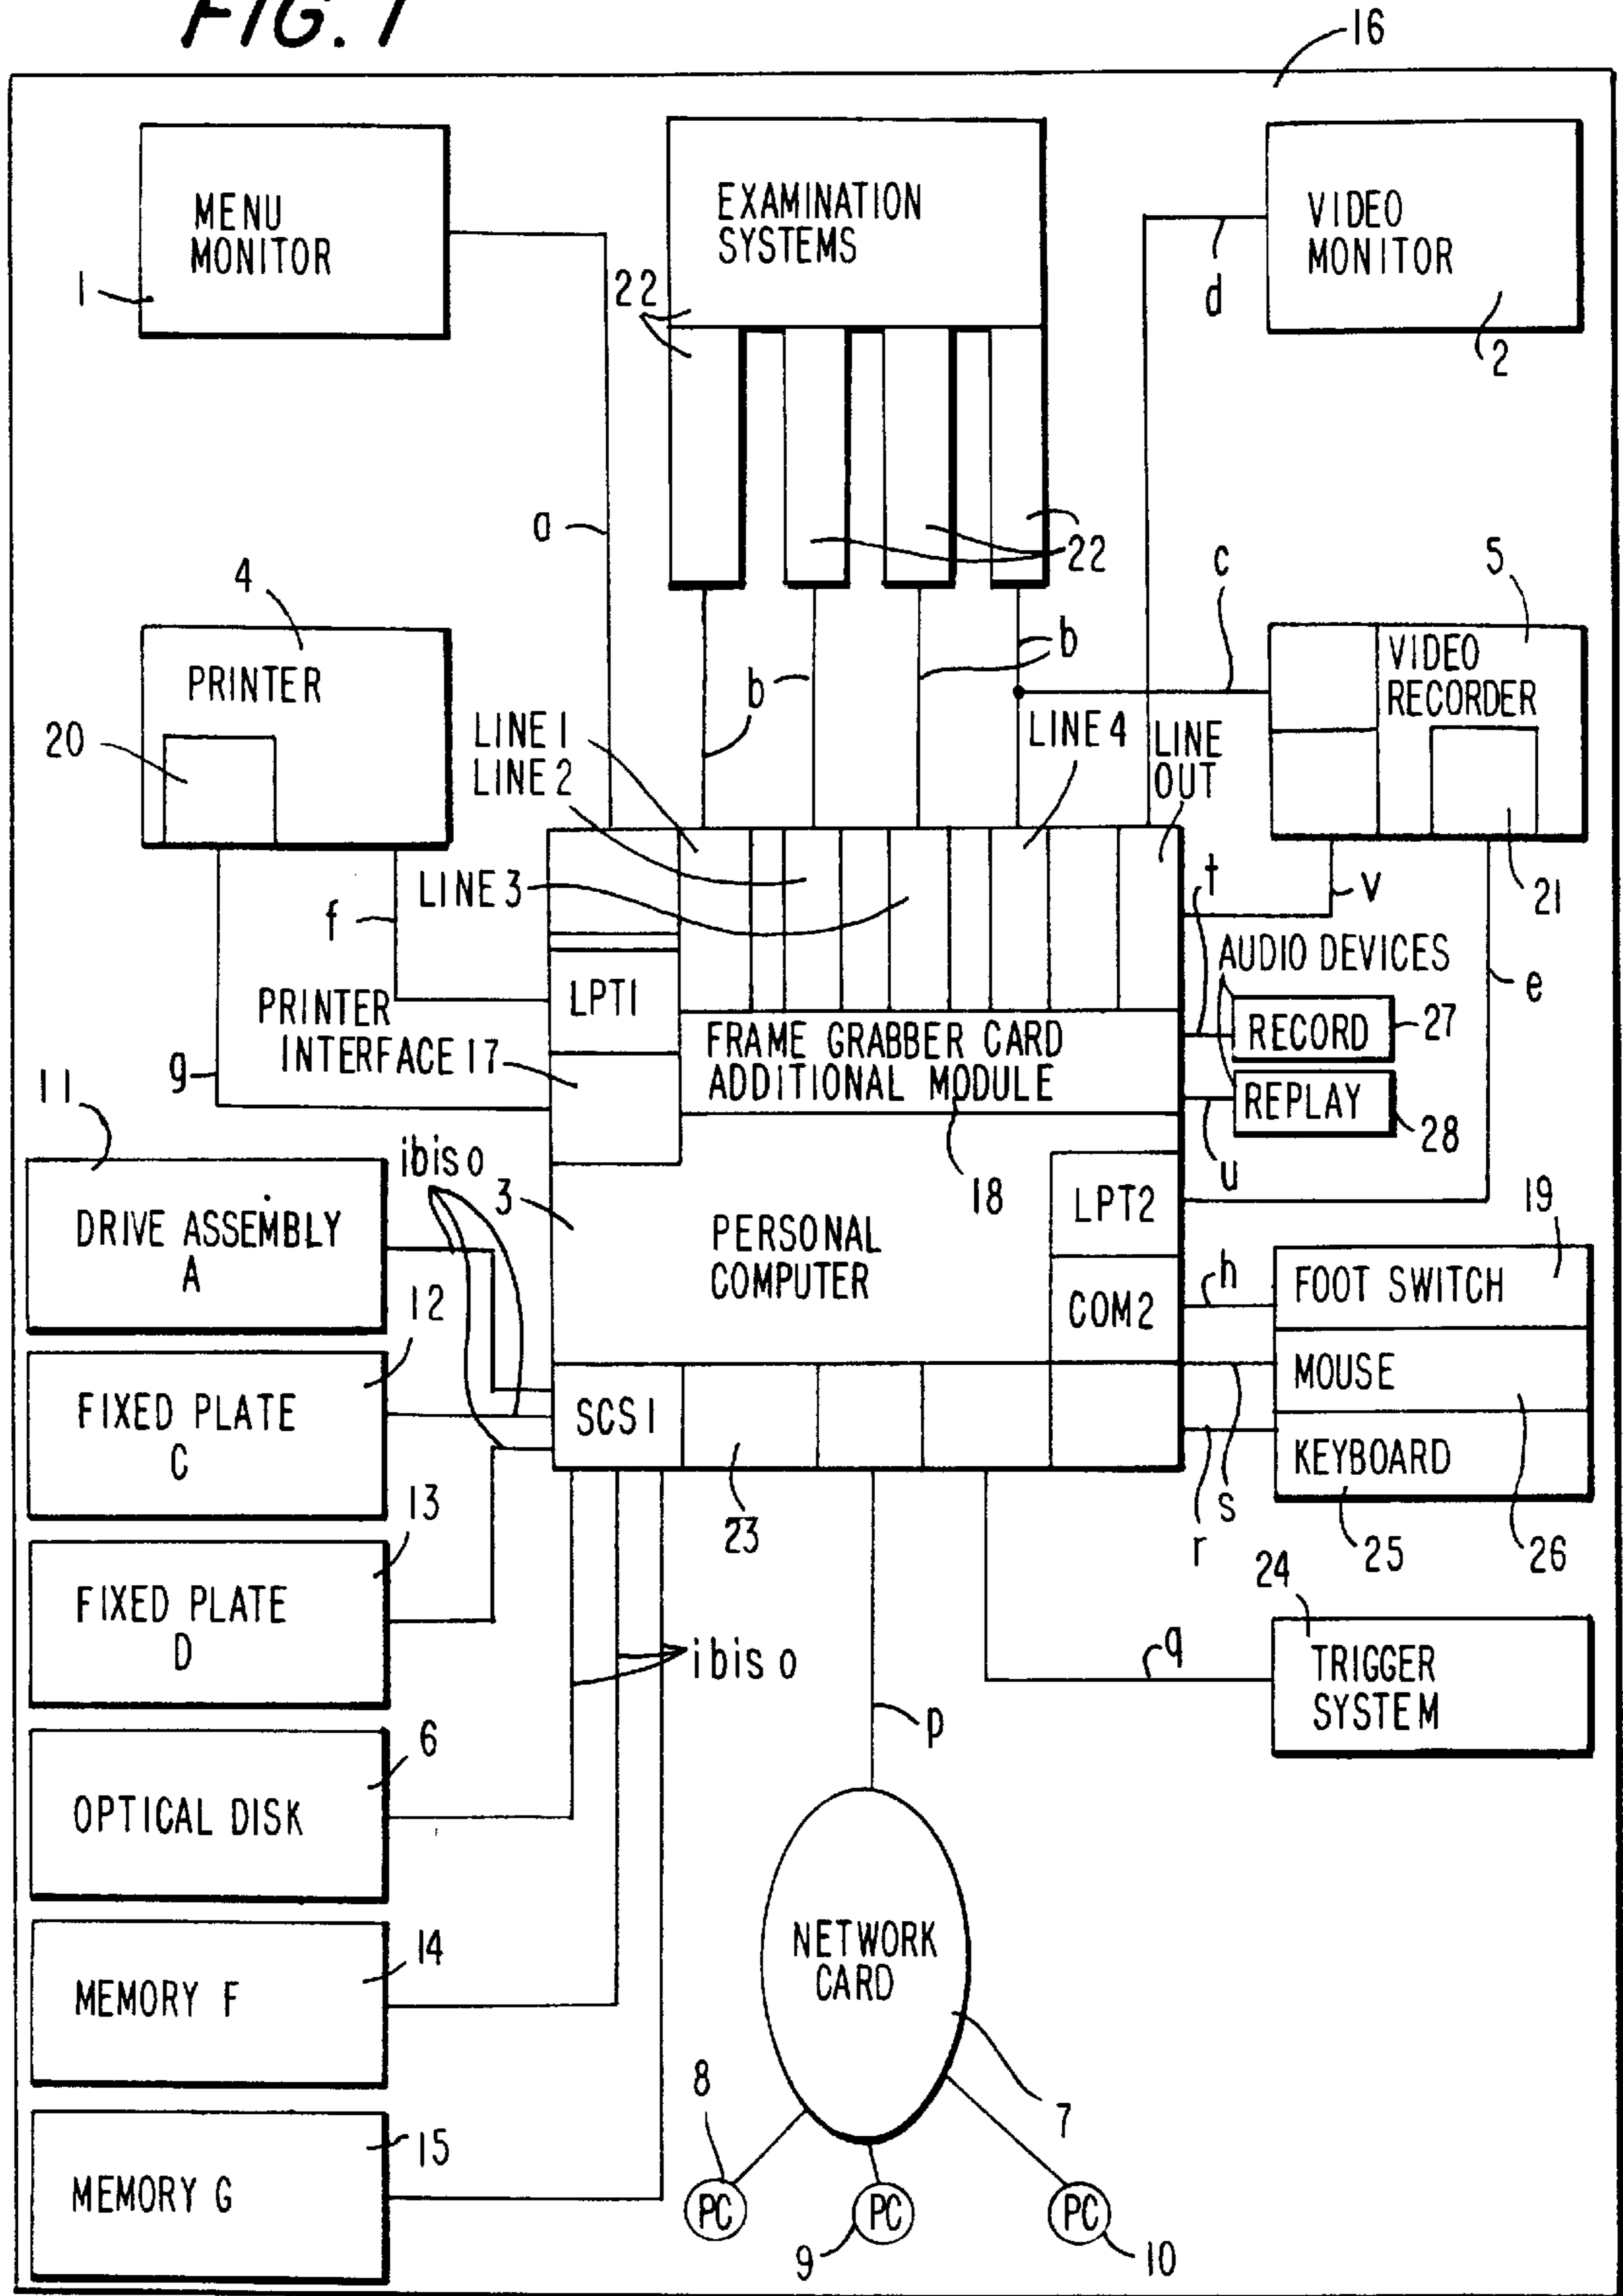 FIG. 1
16
MENU
MONITOR
1
EXAMINATION
SYSTEMS
22
VIDEO
MONITOR
2
d
a
22
4
PRINTER
20
b
b
b
c
5
VIDEO
RECORDER
21
LINE 1
LINE 2
LINE 3
LINE 4
LINE
OUT
f
g
t
v
e
AUDIO DEVICES
RECORD
27
REPLAY
28
u
LPT1
PRINTER
INTERFACE 17
FRAME GRABBER CARD
ADDITIONAL MODULE
18
11
ibis o
3
DRIVE ASSEMBLY
A
PERSONAL
COMPUTER
LPT2
COM2
h
19
FOOT SWITCH
MOUSE
KEYBOARD
s
r
25
26
12
FIXED PLATE
C
SCSI
23
13
FIXED PLATE
D
ibis o
p
q
24
TRIGGER
SYSTEM
6
OPTICAL DISK
14
MEMORY F
NETWORK
CARD
7
15
MEMORY G
8
PC
9
PC
PC
10